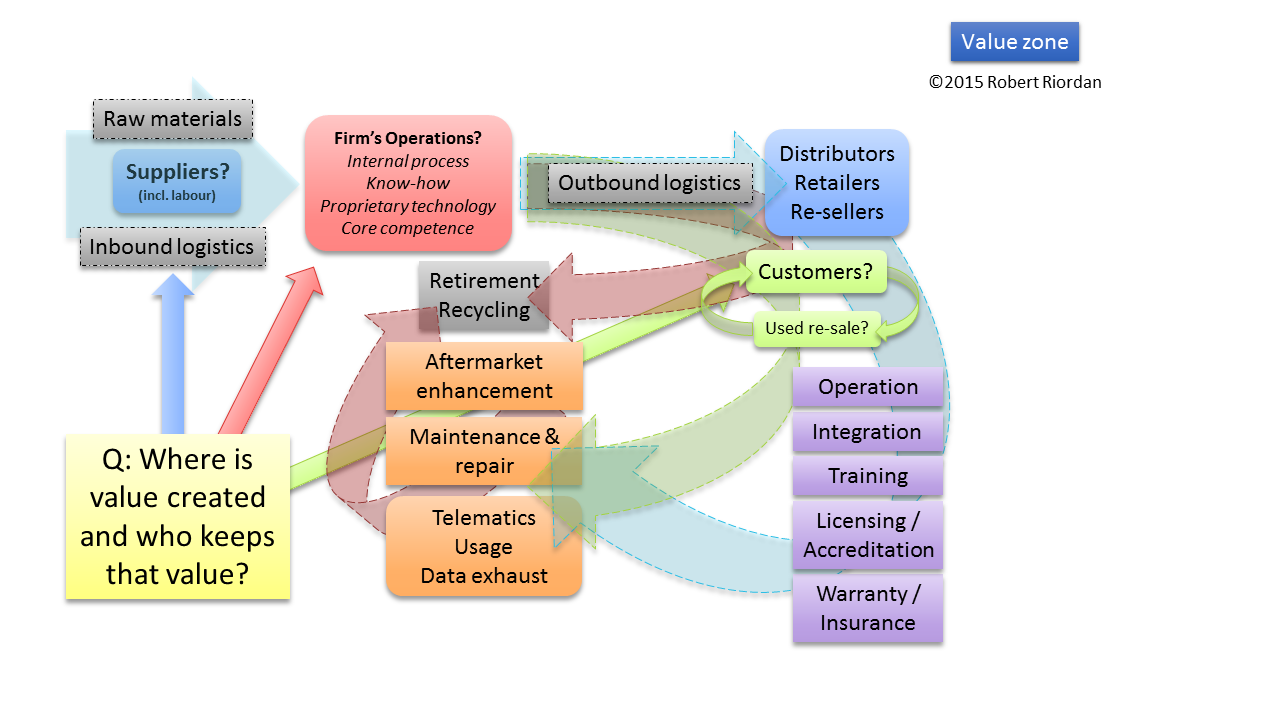 Value zone
©2015 Robert Riordan
Raw materials
Suppliers?
(incl. labour)
Inbound logistics
Firm’s Operations?
Internal process
Know-how
Proprietary technology
Core competence
Outbound logistics
Distributors
Retailers
Re-sellers
Customers?
Used re-sale?
Retirement
Recycling
Aftermarket
enhancement
Maintenance &
repair
Telematics
Usage
Data exhaust
Operation
Integration
Training
Licensing /
Accreditation
Warranty /
Insurance
Q: Where is
value created
and who keeps
that value?